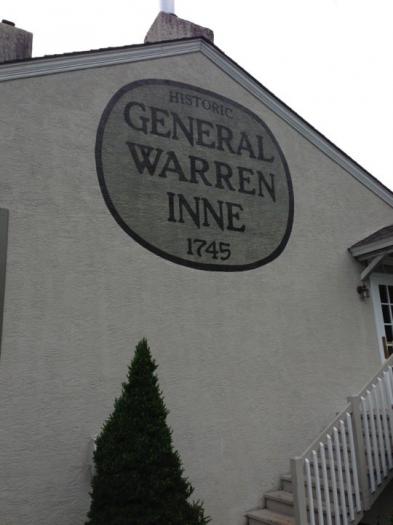 HISTORIC
GENERAL
WARREN
INNE
1745